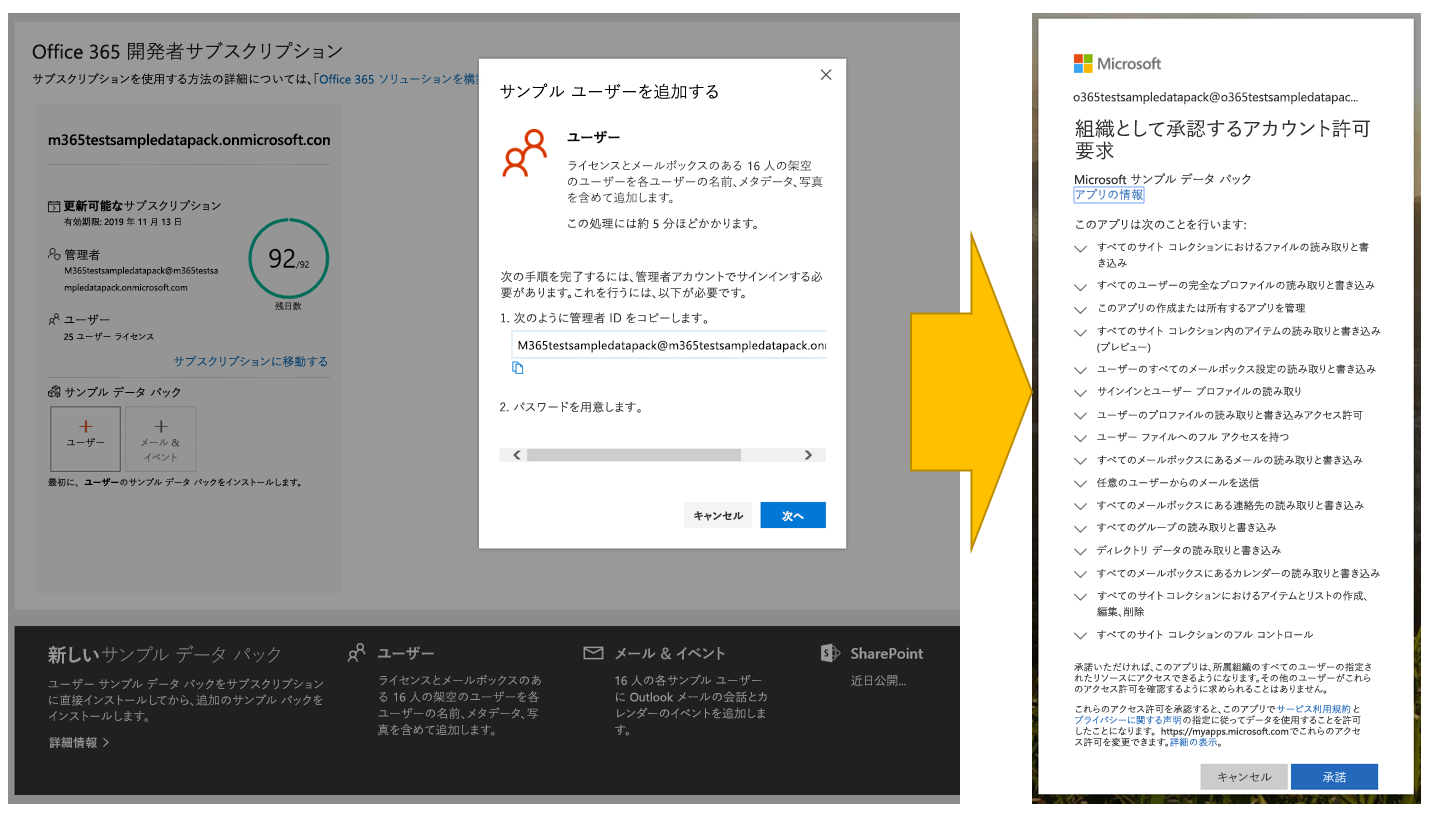 Office 365 開発者サブスクリプション
サブスクリプションを使用する方法の詳細については、「Office 365 ソリューションを構築
m365testsampledatapack.onmicrosoft.con
更新可能なサブスクリプション
有効期限: 2019 年 11 月 13 日
管理者
M365testsampledatapack@m365testsa
mpledatapack.onmicrosoft.com
92/92
残日数
ユーザー
25 ユーザー ライセンス
サブスクリプションに移動する
サンプル データ パック
ユーザー
メール &
イベント
最初に、ユーザーのサンプル データ パックをインストールします。
サンプル ユーザーを追加する
ユーザー
ライセンスとメールボックスのある 16 人の架空
のユーザーを各ユーザーの名前、メタデータ、写真
を含めて追加します。
この処理には約 5 分ほどかかります。
次の手順を完了するには、管理者アカウントでサインインする必
要があります。これを行うには、以下が必要です。
1. 次のように管理者 ID をコピーします。
M365testsampledatapack@m365testsampledatapack.onı
2. パスワードを用意します。
キャンセル
次へ
新しいサンプル データ パック
ユーザー サンプル データ パックをサブスクリプション
に直接インストールしてから、追加のサンプル パックを
インストールします。
詳細情報
ユーザー
ライセンスとメールボックスのあ
る 16 人の架空のユーザーを各
ユーザーの名前、メタデータ、写
真を含めて追加します。
メール & イベント
16 人の各サンプル ユーザー
に Outlook メールの会話とカ
レンダーのイベントを追加しま
す。
SharePoint
近日公開...
Microsoft
o365testsampledatapack@o365testsampledatapac...
組織として承認するアカウント許可
要求
Microsoft サンプル データ パック
アプリの情報
このアプリは次のことを行います:
すべてのサイト コレクションにおけるファイルの読み取りと書
き込み
すべてのユーザーの完全なプロファイルの読み取りと書き込み
このアプリの作成または所有するアプリを管理
すべてのサイト コレクション内のアイテムの読み取りと書き込み
(プレビュー)
ユーザーのすべてのメールボックス設定の読み取りと書き込み
サインインとユーザー プロファイルの読み取り
ユーザーのプロファイルの読み取りと書き込みアクセス許可
ユーザー ファイルへのフル アクセスを持つ
すべてのメールボックスにあるメールの読み取りと書き込み
任意のユーザーからのメールを送信
すべてのメールボックスにある連絡先の読み取りと書き込み
すべてのグループの読み取りと書き込み
ディレクトリ データの読み取りと書き込み
すべてのメールボックスにあるカレンダーの読み取りと書き込み
すべてのサイトコレクションにおけるアイテムとリストの作成、
編集、削除
すべてのサイト コレクションのフル コントロール
承諾いただければ、このアプリは、所属組織のすべてのユーザーの指定さ
れたリソースにアクセスできるようになります。その他のユーザーがこれら
のアクセス許可を確認するように求められることはありません。
これらのアクセス許可を承諾すると、このアプリでサービス利用規約と
プライバシーに関する声明の指定に従ってデータを使用することを許可
したことになります。https://myapps.microsoft.comでこれらのアクセ
ス許可を変更できます。詳細の表示。
キャンセル
承諾